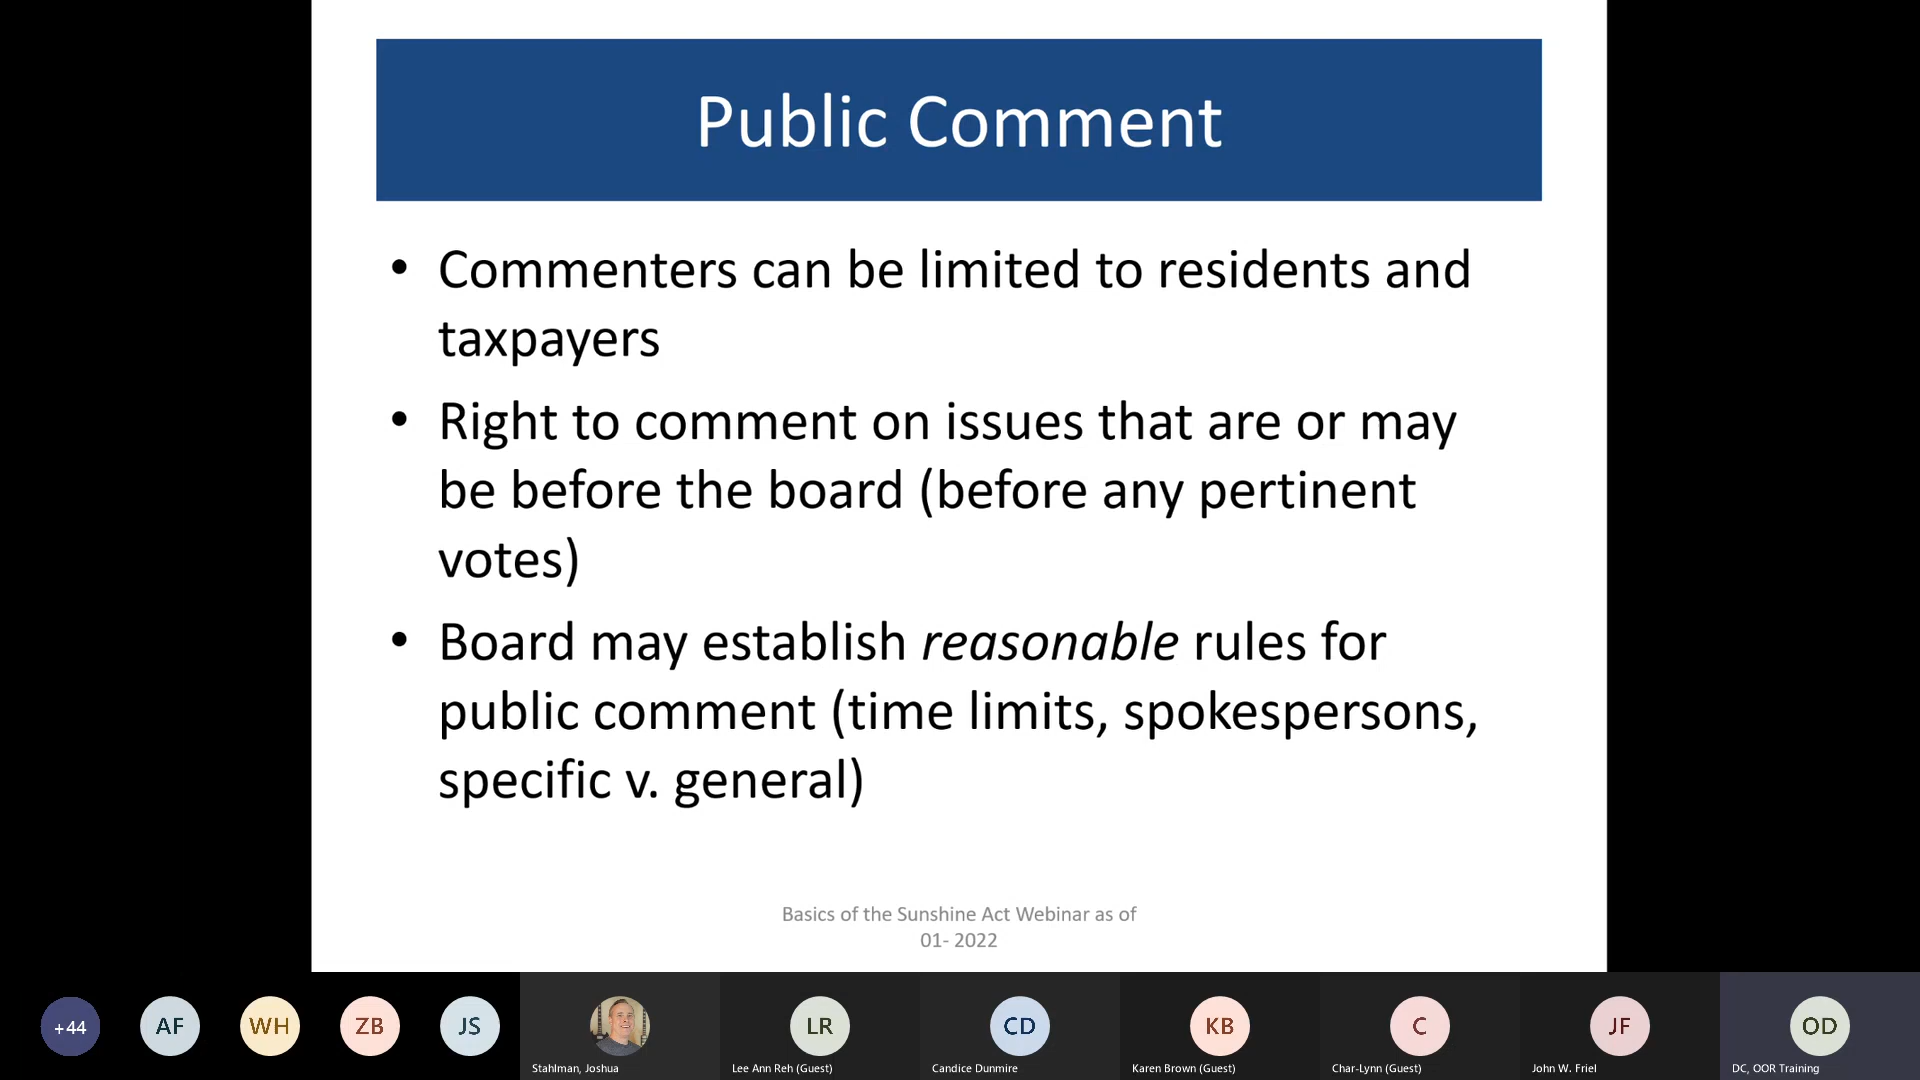 Public Comment
• Commenters can be limited to residents and
taxpayers
• Right to comment on issues that are or may
be before the board (before any pertinent
votes)
• Board may establish reasonable rules for
public comment (time limits, spokespersons,
specific v. general)
Basics of the Sunshine Act Webinar as of
01- 2022
+44
AF
WH
ZB
JS
Stahlman, Joshua
LR
Lee Ann Reh (Guest)
CD
Candice Dunmire
KB
Karen Brown (Guest)
C
Char-Lynn (Guest)
JF
John W. Friel
OD
DC, OOR Training